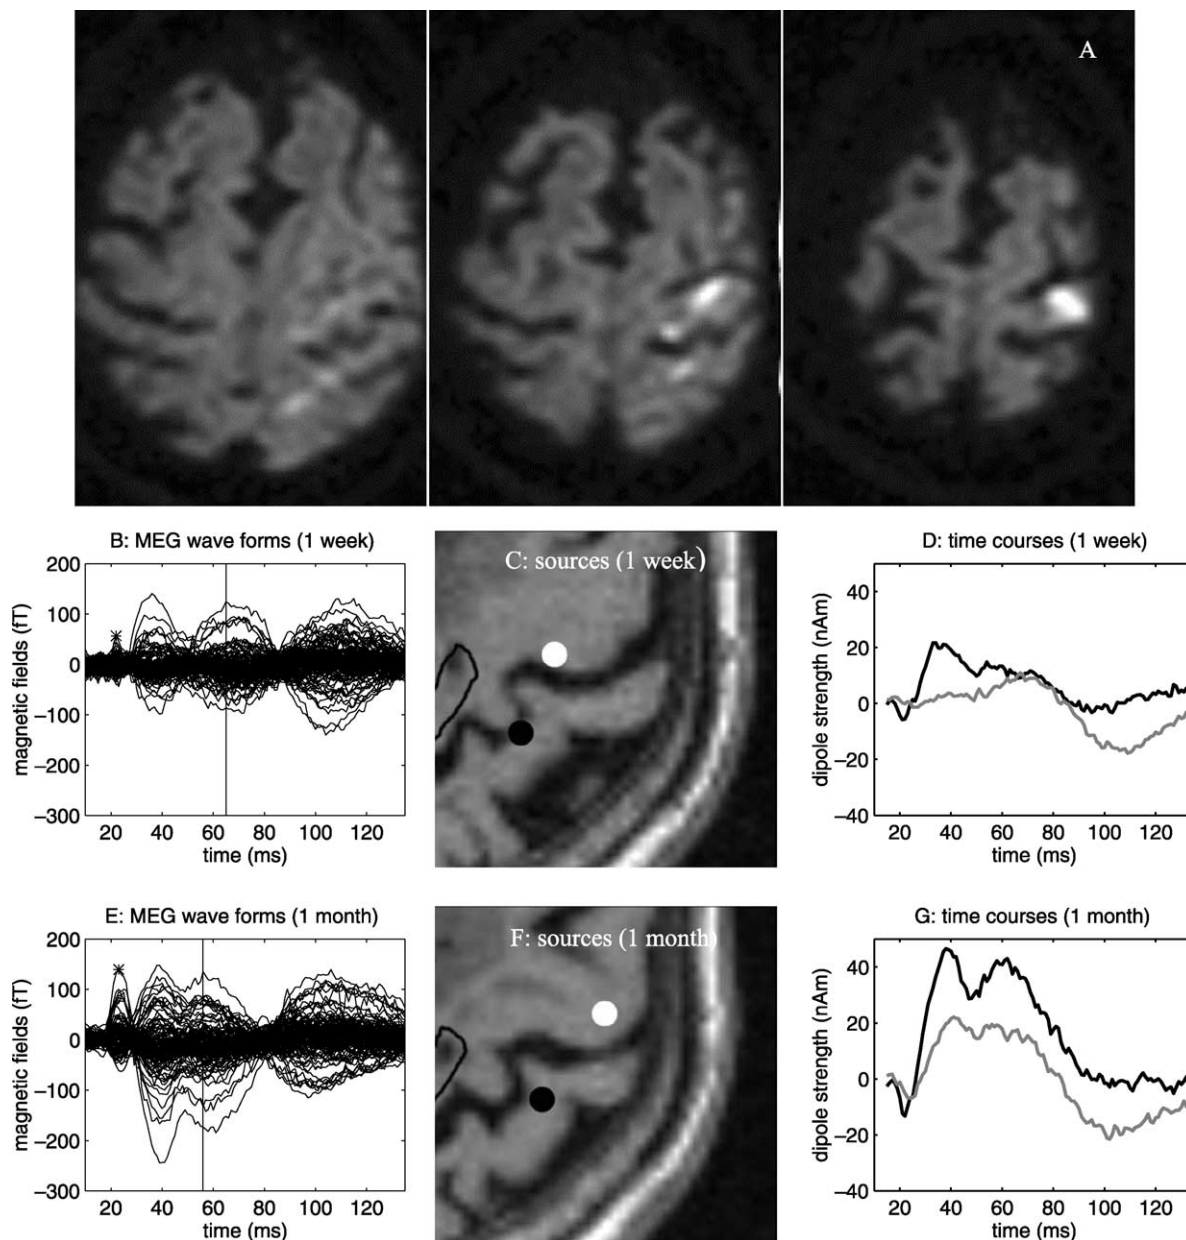 A
B: MEG wave forms (1 week)
200
100
0
−100
−200
−300
magnetic fields (fT)
20 40 60 80 100 120
time (ms)
C: sources (1 week)
D: time courses (1 week)
40
20
0
−20
−40
dipole strength (nAm)
20 40 60 80 100 120
time (ms)
E: MEG wave forms (1 month)
200
100
0
−100
−200
−300
magnetic fields (fT)
20 40 60 80 100 120
time (ms)
F: sources (1 month)
G: time courses (1 month)
40
20
0
−20
−40
dipole strength (nAm)
20 40 60 80 100 120
time (ms)